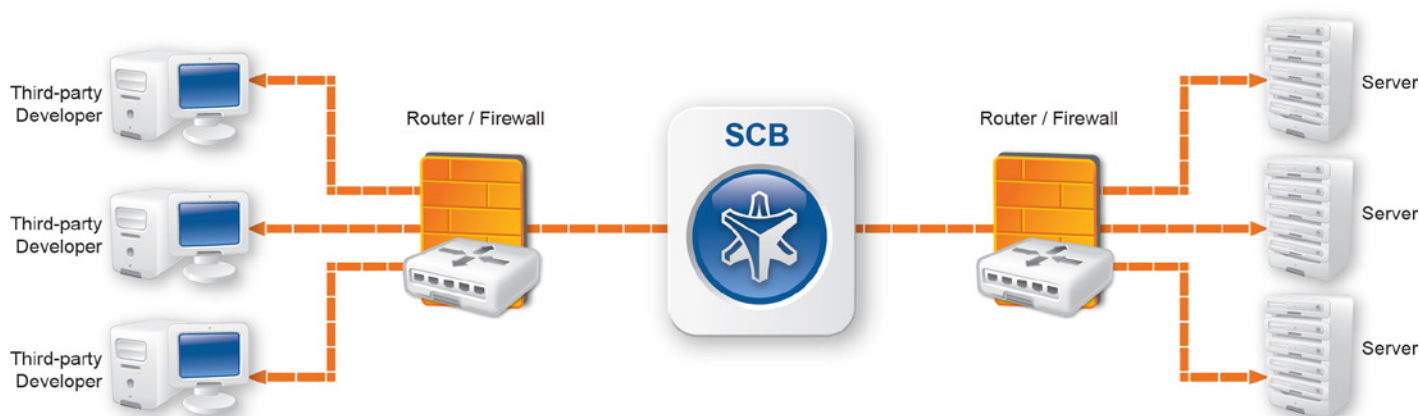 Third-party
Developer
Router / Firewall
SCB
Router / Firewall
Server
Third-party
Developer
Server
Third-party
Developer
Server